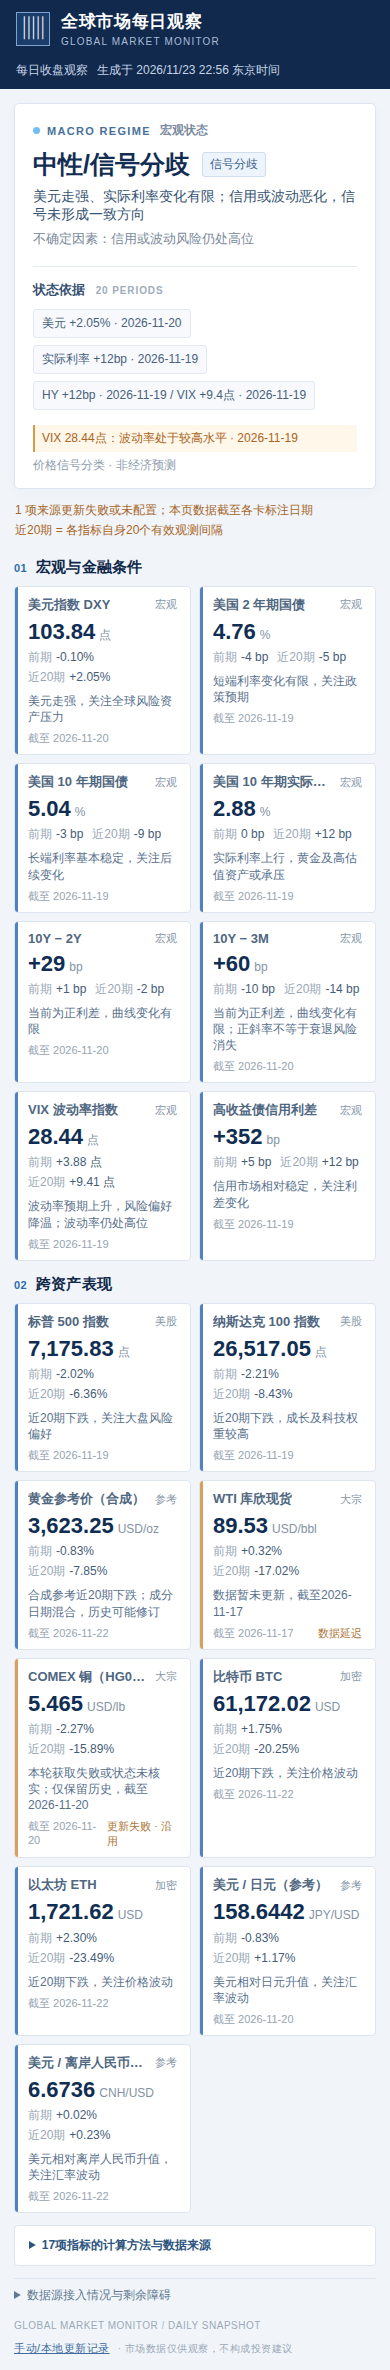 全球市场每日观察
GLOBAL MARKET MONITOR
每日收盘观察 生成于 2026/11/23 22:56 东京时间
MACRO REGIME 宏观状态
中性/信号分歧 信号分歧
美元走强、实际利率变化有限；信用或波动恶化，信
号未形成一致方向
不确定因素：信用或波动风险仍处高位
状态依据 20 PERIODS
美元 +2.05% · 2026-11-20
实际利率 +12bp · 2026-11-19
HY +12bp · 2026-11-19 / VIX +9.4点 · 2026-11-19
VIX 28.44点：波动率处于较高水平 · 2026-11-19
价格信号分类 · 非经济预测
1 项来源更新失败或未配置；本页数据截至各卡标注日期
近20期 = 各指标自身20个有效观测间隔
01 宏观与金融条件
美元指数 DXY 宏观
103.84 点
前期 -0.10%
近20期 +2.05%
美元走强，关注全球风险资
产压力
截至 2026-11-20
美国 2 年期国债 宏观
4.76 %
前期 -4 bp 近20期 -5 bp
短端利率变化有限，关注政
策预期
截至 2026-11-19
美国 10 年期国债 宏观
5.04 %
前期 -3 bp 近20期 -9 bp
长端利率基本稳定，关注后
续变化
截至 2026-11-19
美国 10 年期实际… 宏观
2.88 %
前期 0 bp 近20期 +12 bp
实际利率上行，黄金及高估
值资产或承压
截至 2026-11-19
10Y − 2Y 宏观
+29 bp
前期 +1 bp 近20期 -2 bp
当前为正利差，曲线变化有
限
截至 2026-11-20
10Y − 3M 宏观
+60 bp
前期 -10 bp 近20期 -14 bp
当前为正利差，曲线变化有
限；正斜率不等于衰退风险
消失
截至 2026-11-20
VIX 波动率指数 宏观
28.44 点
前期 +3.88 点
近20期 +9.41 点
波动率预期上升，风险偏好
降温；波动率仍处高位
截至 2026-11-19
高收益债信用利差 宏观
+352 bp
前期 +5 bp 近20期 +12 bp
信用市场相对稳定，关注利
差变化
截至 2026-11-19
02 跨资产表现
标普 500 指数 美股
7,175.83 点
前期 -2.02%
近20期 -6.36%
近20期下跌，关注大盘风险
偏好
截至 2026-11-19
纳斯达克 100 指数 美股
26,517.05 点
前期 -2.21%
近20期 -8.43%
近20期下跌，成长及科技权
重较高
截至 2026-11-19
黄金参考价（合成） 参考
3,623.25 USD/oz
前期 -0.83%
近20期 -7.85%
合成参考近20期下跌；成分
日期混合，历史可能修订
截至 2026-11-22
WTI 库欣现货 大宗
89.53 USD/bbl
前期 +0.32%
近20期 -17.02%
数据暂未更新，截至2026-
11-17
截至 2026-11-17 数据延迟
COMEX 铜（HG0… 大宗
5.465 USD/lb
前期 -2.27%
近20期 -15.89%
本轮获取失败或状态未核
实；仅保留历史，截至
2026-11-20
截至 2026-11-
20
更新失败 · 沿
用
比特币 BTC 加密
61,172.02 USD
前期 +1.75%
近20期 -20.25%
近20期下跌，关注价格波动
截至 2026-11-22
以太坊 ETH 加密
1,721.62 USD
前期 +2.30%
近20期 -23.49%
近20期下跌，关注价格波动
截至 2026-11-22
美元 / 日元（参考） 参考
158.6442 JPY/USD
前期 -0.83%
近20期 +1.17%
美元相对日元升值，关注汇
率波动
截至 2026-11-20
美元 / 离岸人民币… 参考
6.6736 CNH/USD
前期 +0.02%
近20期 +0.23%
美元相对离岸人民币升值，
关注汇率波动
截至 2026-11-22
17项指标的计算方法与数据来源
数据源接入情况与剩余障碍
GLOBAL MARKET MONITOR / DAILY SNAPSHOT
手动/本地更新记录 · 市场数据仅供观察，不构成投资建议